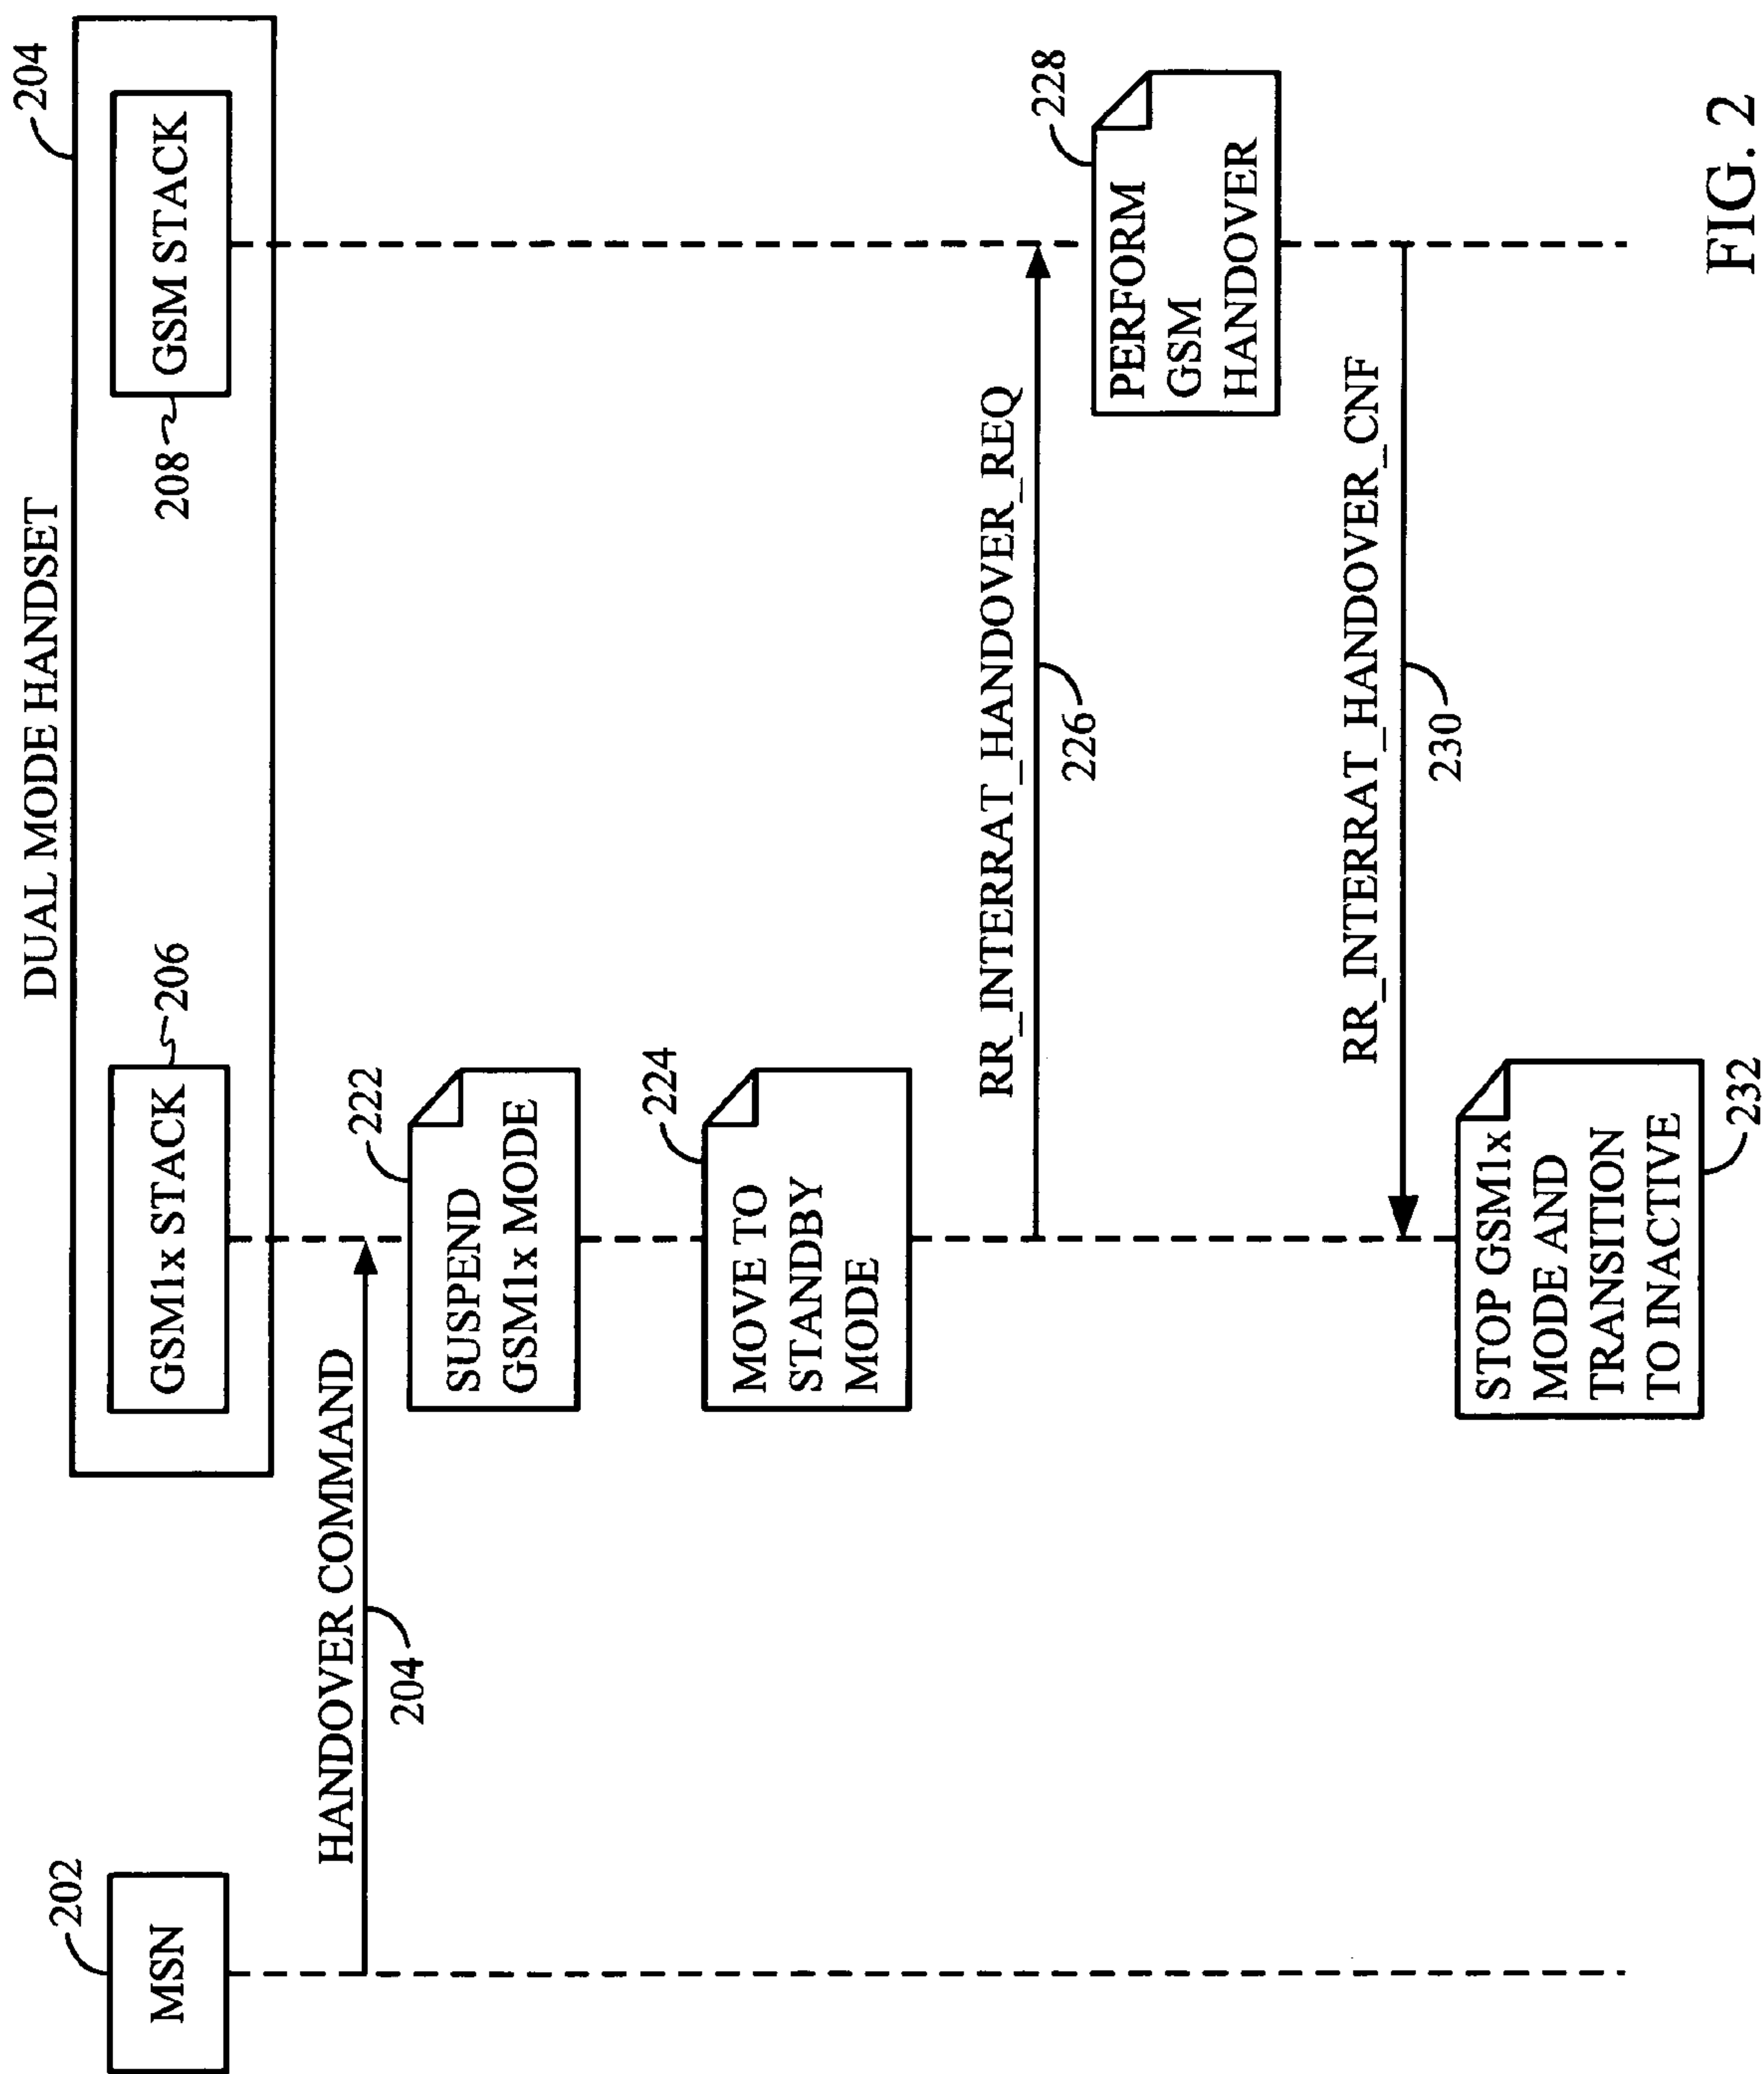 DUAL MODE HANDSET
204
202
MSN
206
GSM1x STACK
208
GSM STACK
HANDOVER COMMAND
204
222
SUSPEND
GSM1x MODE
224
MOVE TO
STANDBY
MODE
RR_INTERRAT_HANDOVER_REQ
226
228
PERFORM
GSM
HANDOVER
RR_INTERRAT_HANDOVER_CNF
230
STOP GSM1x
MODE AND
TRANSITION
TO INACTIVE
232
FIG. 2